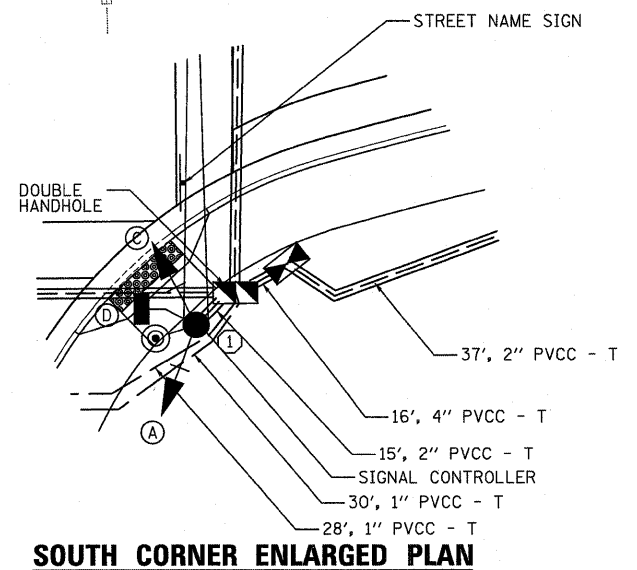 STREET NAME SIGN
DOUBLE
HANDHOLE
C
D
1
A
37', 2" PVCC - T
16', 4" PVCC - T
15', 2" PVCC - T
SIGNAL CONTROLLER
30', 1" PVCC - T
28', 1" PVCC - T
SOUTH CORNER ENLARGED PLAN